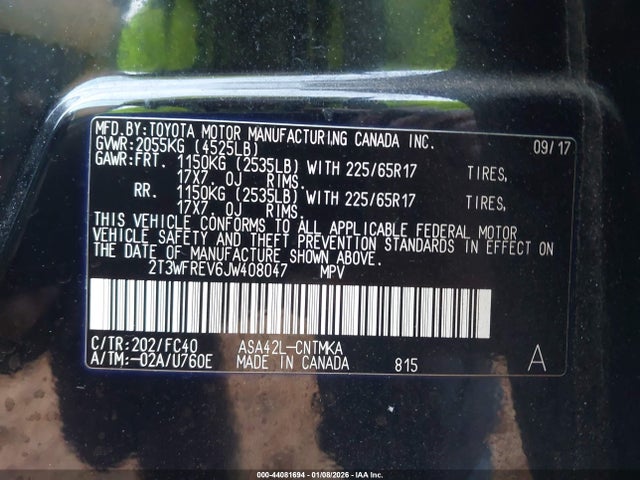 MFD. BY: TOYOTA MOTOR MANUFACTURING CANADA INC. 09/17
GVWR: 2055KG (4525LB)
GAWR: FRT. 1150KG (2535LB) WITH 225/65R17 TIRES,
17X7. 0J RIMS.
RR. 1150KG (2535LB) WITH 225/65R17 TIRES,
17X7. 0J RIMS.
THIS VEHICLE CONFORMS TO ALL APPLICABLE FEDERAL MOTOR
VEHICLE SAFETY AND THEFT PREVENTION STANDARDS IN EFFECT ON
THE DATE OF MANUFACTURE SHOWN ABOVE.
2T3WFREV6JW408047 MPV
C/TR: 202/FC40 ASA42L-CNTMKA
A/TM: -02A/U760E MADE IN CANADA 815 A
000-44081694 - 01/08/2026 - IAA Inc.